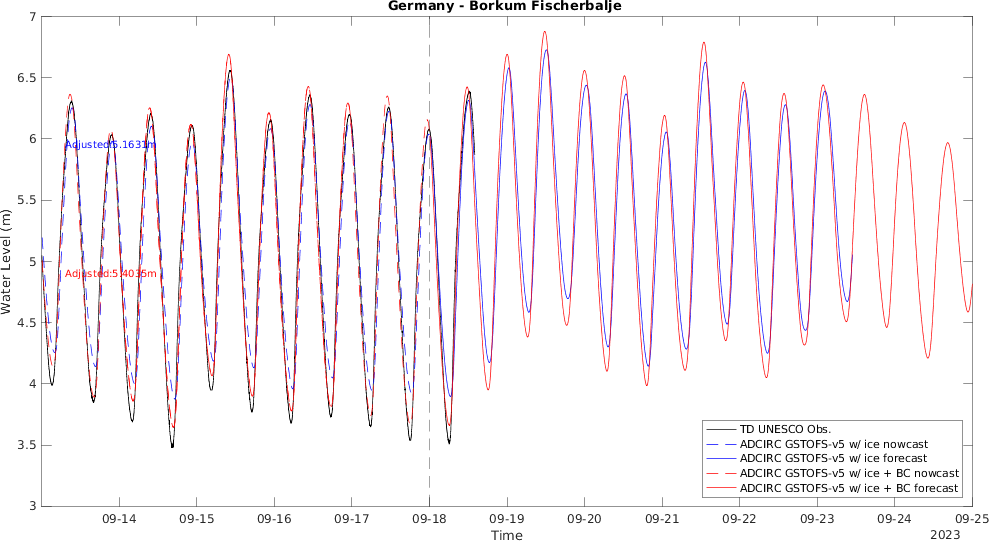 Germany - Borkum Fischerbalje
7
6.5
6
5.5
5
4.5
4
3.5
3
Water Level (m)
Adjusted:5.1631m
Adjusted:5.4035m
TD UNESCO Obs.
ADCIRC GSTOFS-v5 w/ ice nowcast
ADCIRC GSTOFS-v5 w/ ice forecast
ADCIRC GSTOFS-v5 w/ ice + BC nowcast
ADCIRC GSTOFS-v5 w/ ice + BC forecast
09-14 09-15 09-16 09-17 09-18 09-19 09-20 09-21 09-22 09-23 09-24 09-25
Time
2023